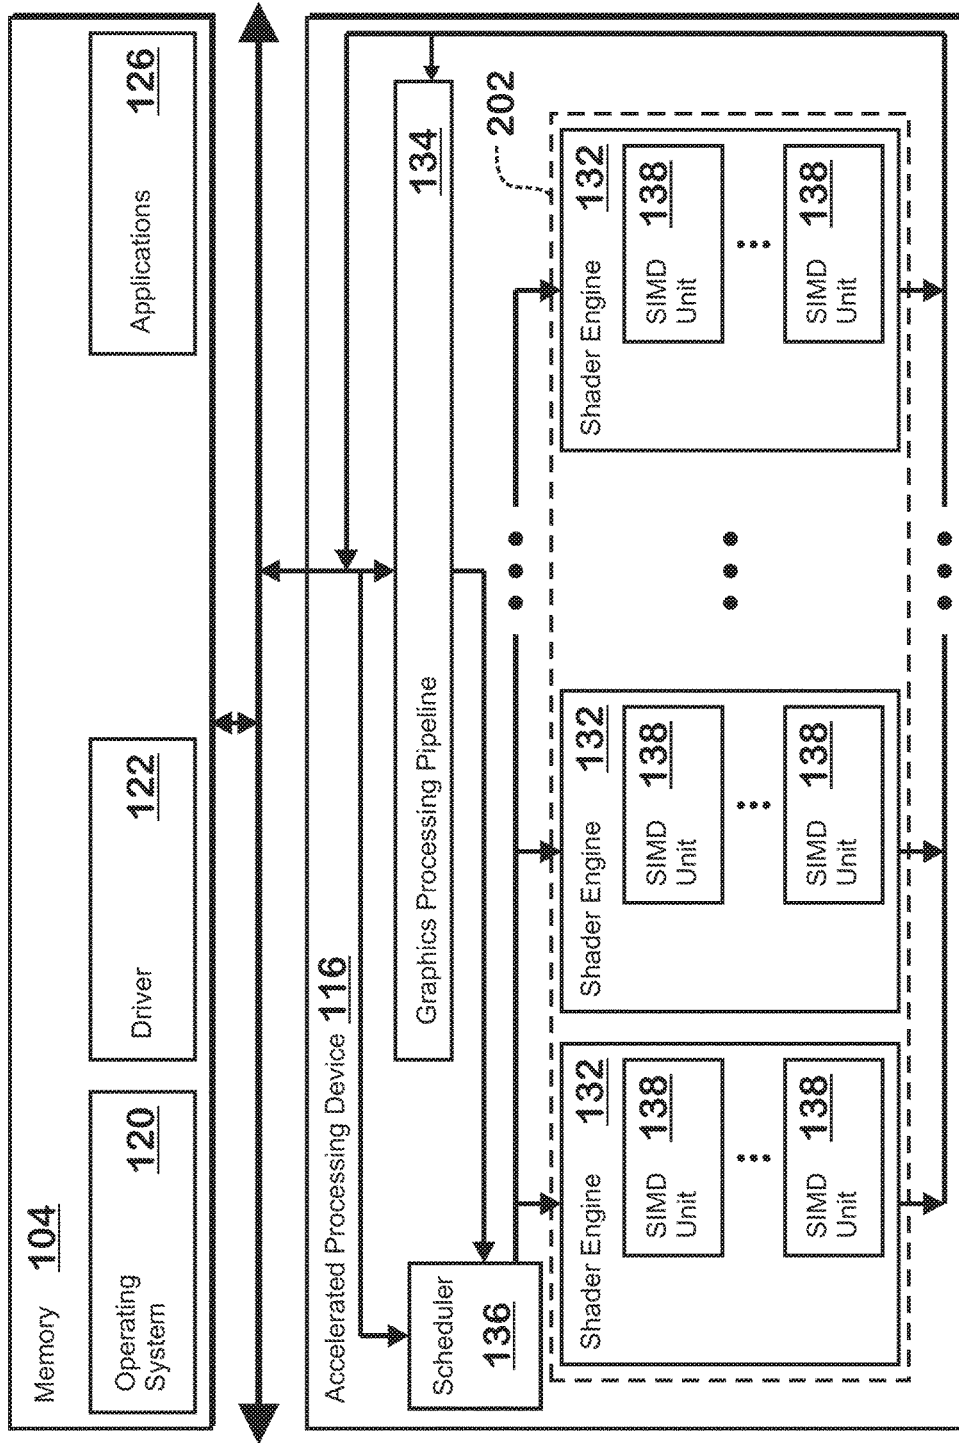 Memory 104
Operating
System
120
Driver
122
Applications
126
Accelerated Processing Device 116
Scheduler
136
Graphics Processing Pipeline
134
202
Shader Engine 132
SIMD
Unit
138
SIMD
Unit
138
Shader Engine 132
SIMD
Unit
138
SIMD
Unit
138
Shader Engine 132
SIMD
Unit
138
SIMD
Unit
138